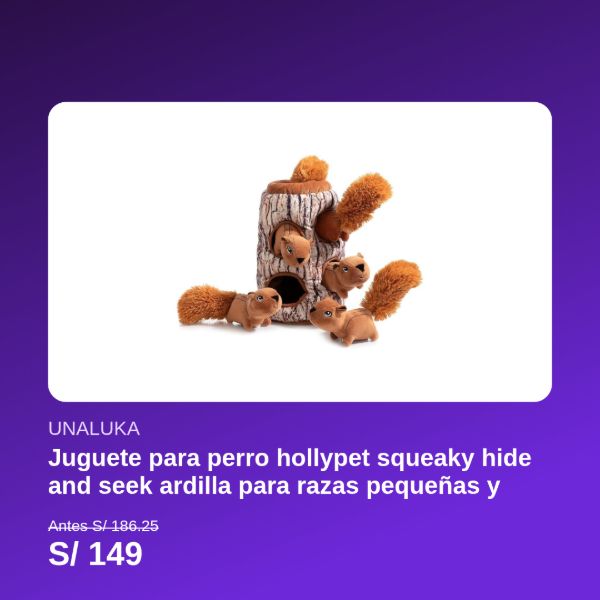 UNALUKA
Juguete para perro hollypet squeaky hide
and seek ardilla para razas pequeñas y
Antes S/ 186.25
S/ 149